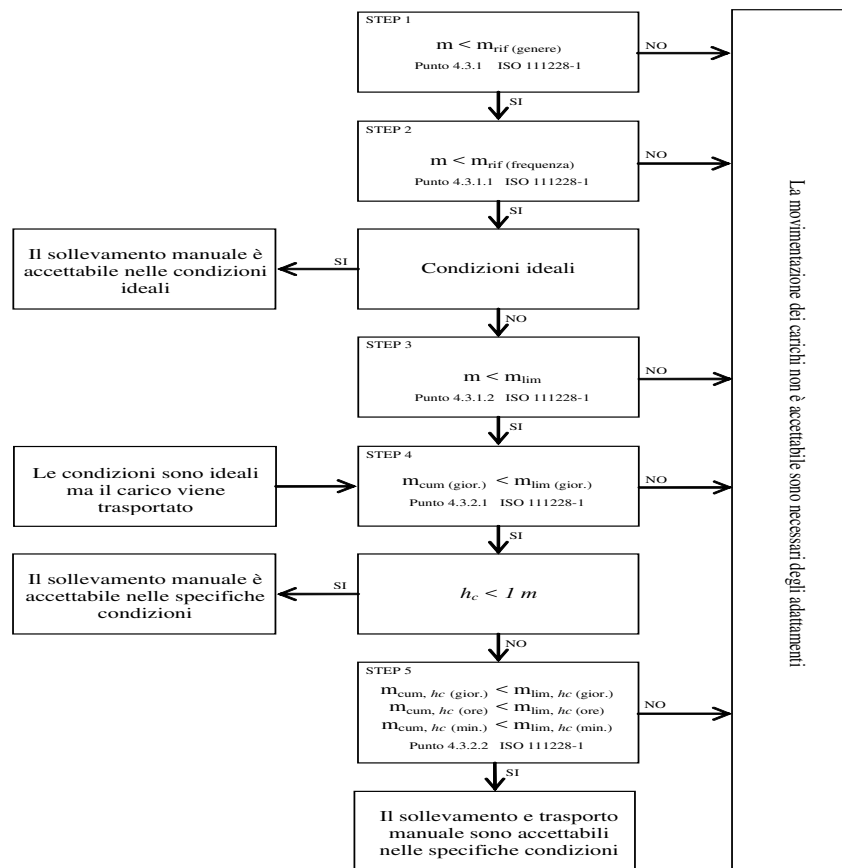 STEP 1
m < mrif (genere)
Punto 4.3.1 ISO 111228-1
NO
SI
STEP 2
m < mrif (frequenza)
Punto 4.3.1.1 ISO 111228-1
NO
SI
Il sollevamento manuale è
accettabile nelle condizioni
ideali
SI
Condizioni ideali
NO
STEP 3
m < mlim
Punto 4.3.1.2 ISO 111228-1
NO
SI
Le condizioni sono ideali
ma il carico viene
trasportato
STEP 4
mcum (gior.) < mlim (gior.)
Punto 4.3.2.1 ISO 111228-1
NO
SI
Il sollevamento manuale è
accettabile nelle specifiche
condizioni
SI
hc < 1 m
NO
STEP 5
mcum, hc (gior.) < mlim, hc (gior.)
mcum, hc (ore) < mlim, hc (ore)
mcum, hc (min.) < mlim, hc (min.)
Punto 4.3.2.2 ISO 111228-1
NO
SI
Il sollevamento e trasporto
manuale sono accettabili
nelle specifiche condizioni
La movimentazione dei carichi non è accettabile sono necessari degli adattamenti